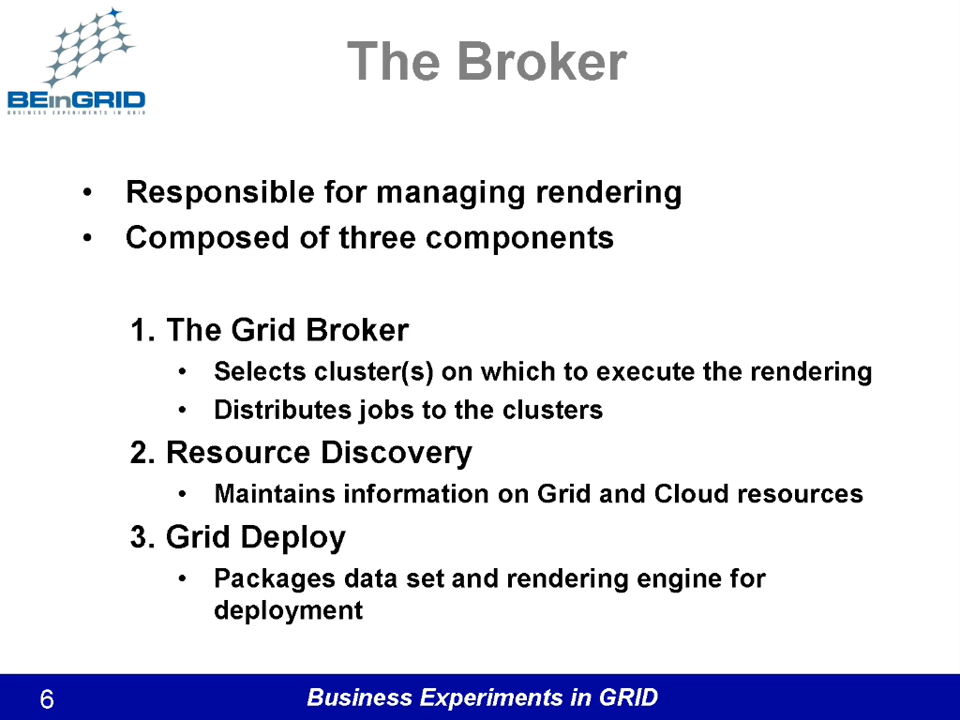 BEinGRID
BUSINESS EXPERIMENTS IN GRID
The Broker
• Responsible for managing rendering
• Composed of three components
1. The Grid Broker
• Selects cluster(s) on which to execute the rendering
• Distributes jobs to the clusters
2. Resource Discovery
• Maintains information on Grid and Cloud resources
3. Grid Deploy
• Packages data set and rendering engine for
deployment
6
Business Experiments in GRID